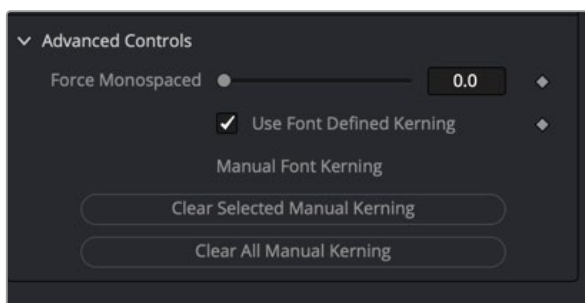 Advanced Controls
Force Monospaced 0.0
Use Font Defined Kerning
Manual Font Kerning
Clear Selected Manual Kerning
Clear All Manual Kerning